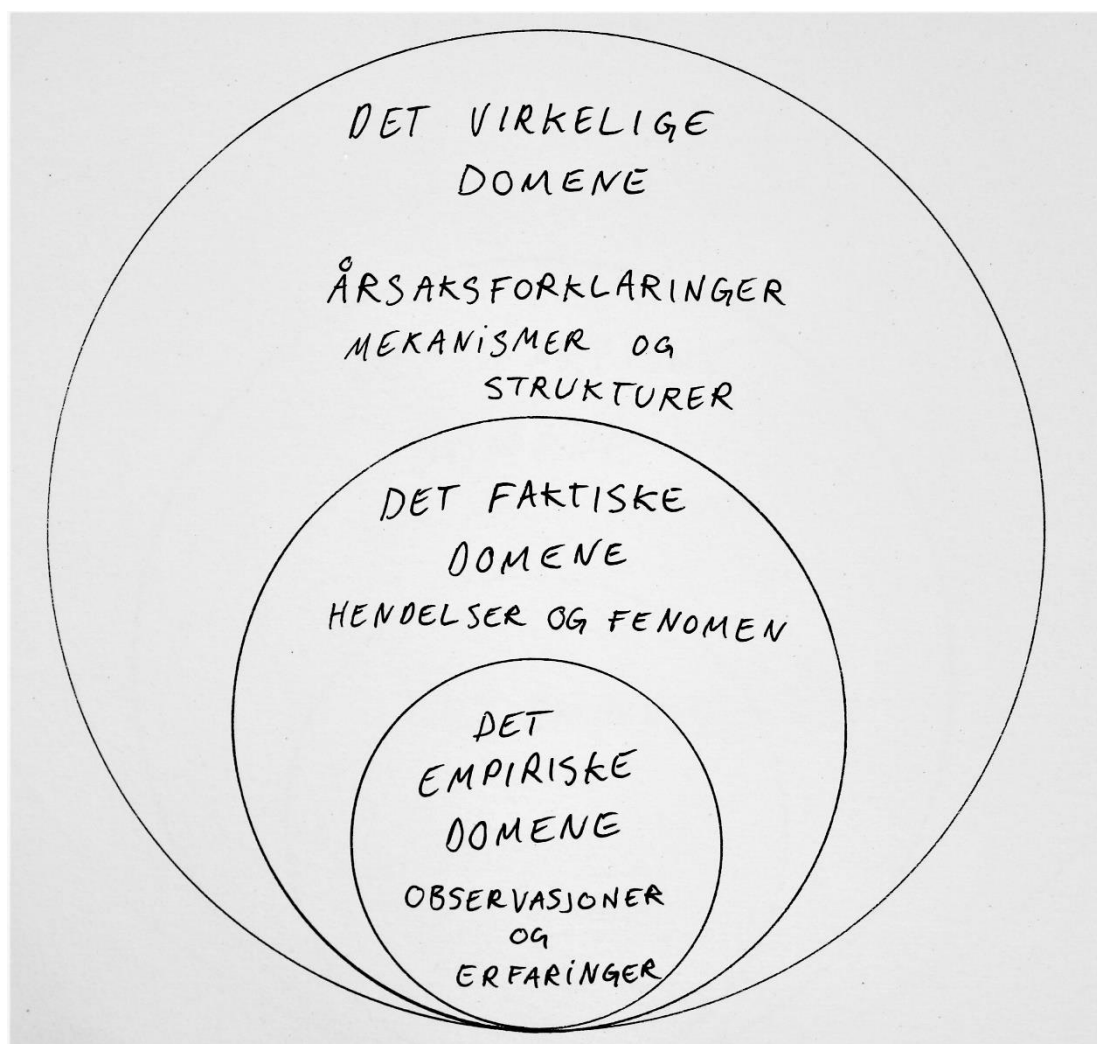 DET VIRKELIGE
DOMENE
ÅRSAKSFORKLARINGER
MEKANISMER OG
STRUKTURER
DET FAKTISKE
DOMENE
HENDELSER OG FENOMEN
DET
EMPIRISKE
DOMENE
OBSERVASJONER
OG
ERFARINGER